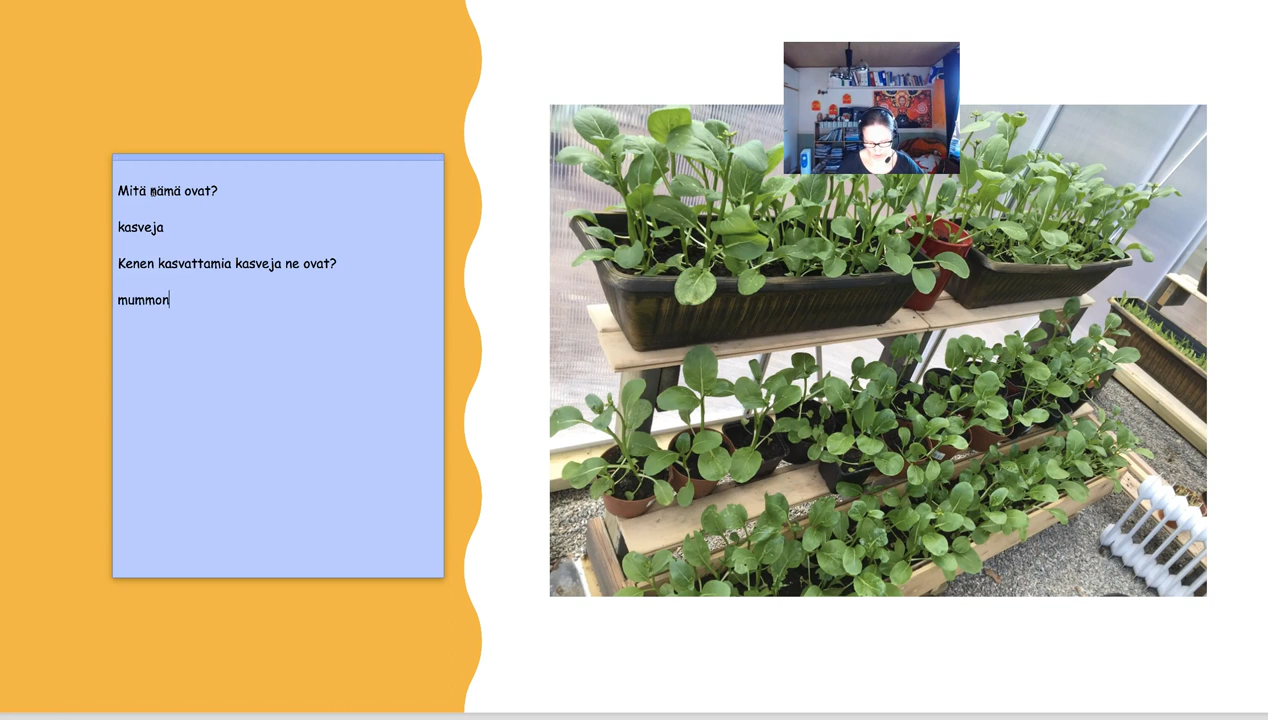 Mitä nämä ovat?
kasveja
Kenen kasvattamia kasveja ne ovat?
mummon